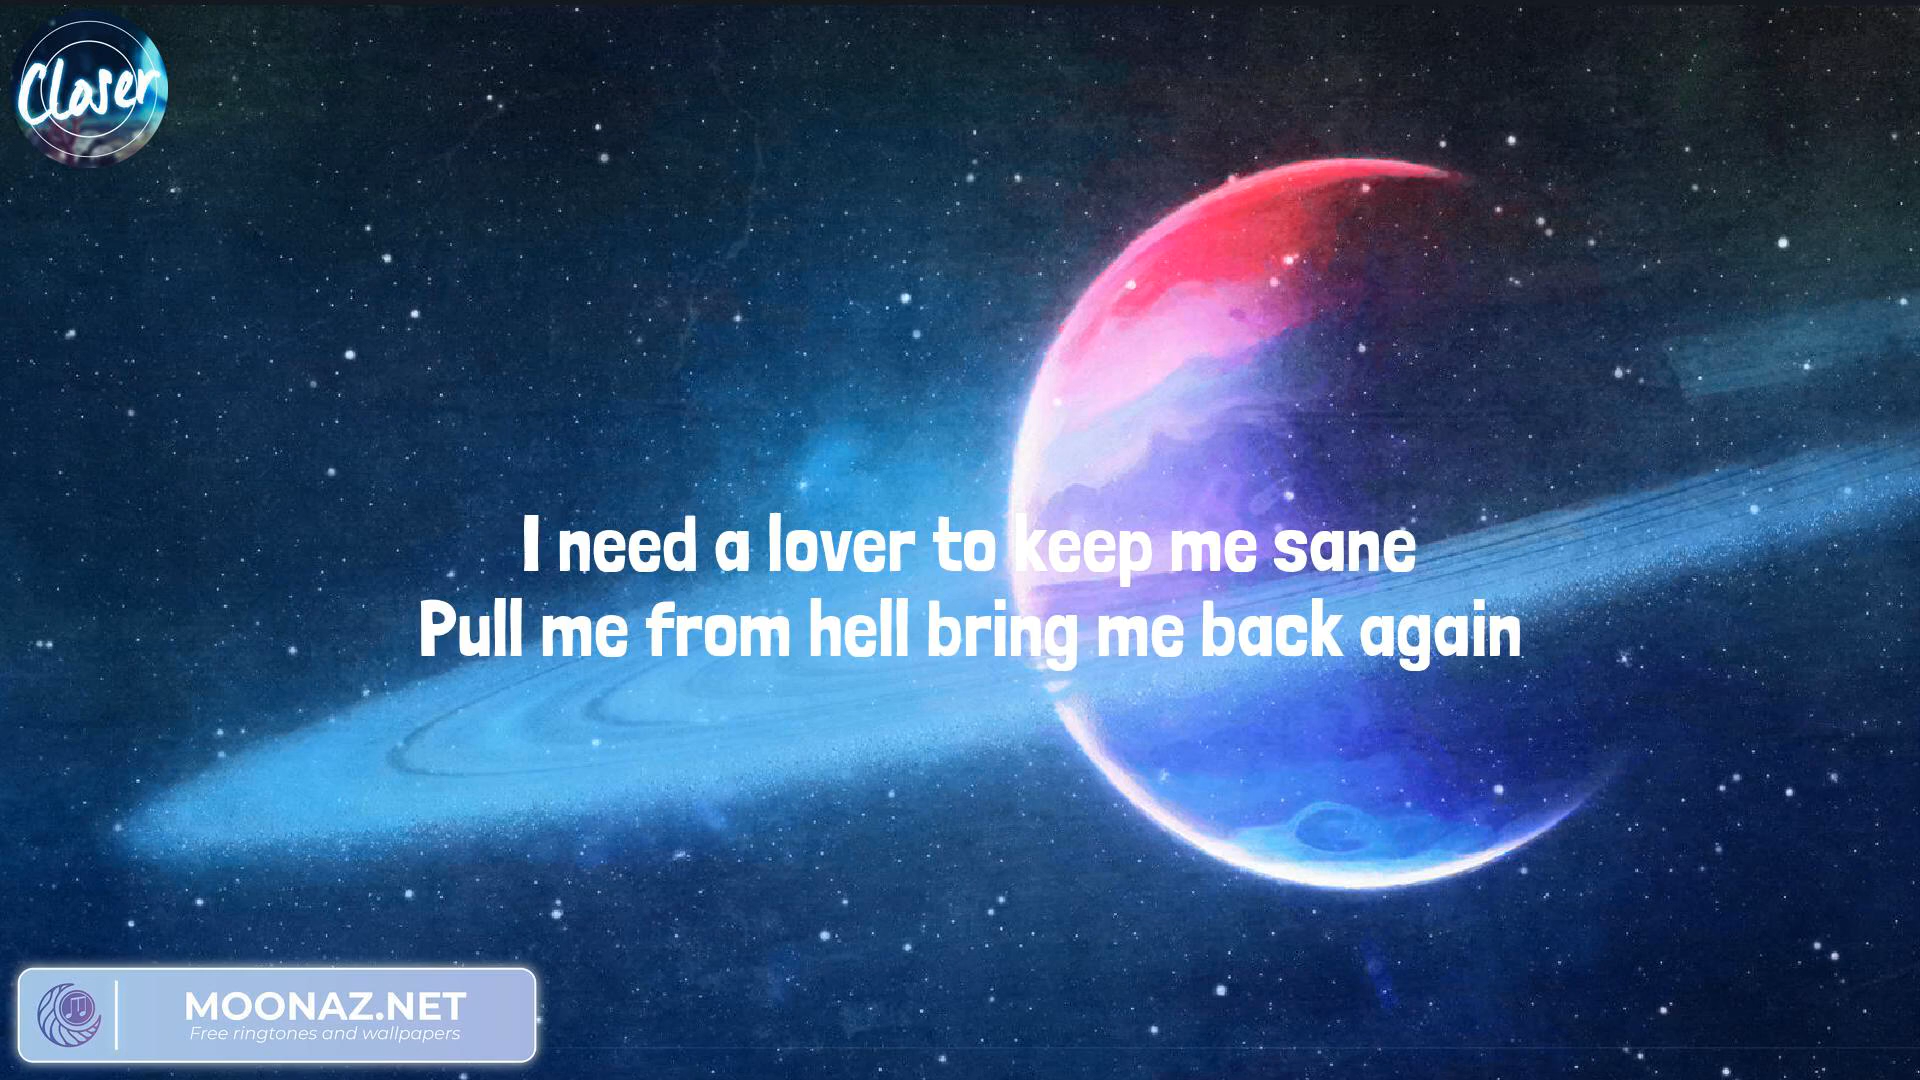 Closer
I need a lover to keep me sane
Pull me from hell bring me back again
MOONAZ.NET
Free ringtones and wallpapers